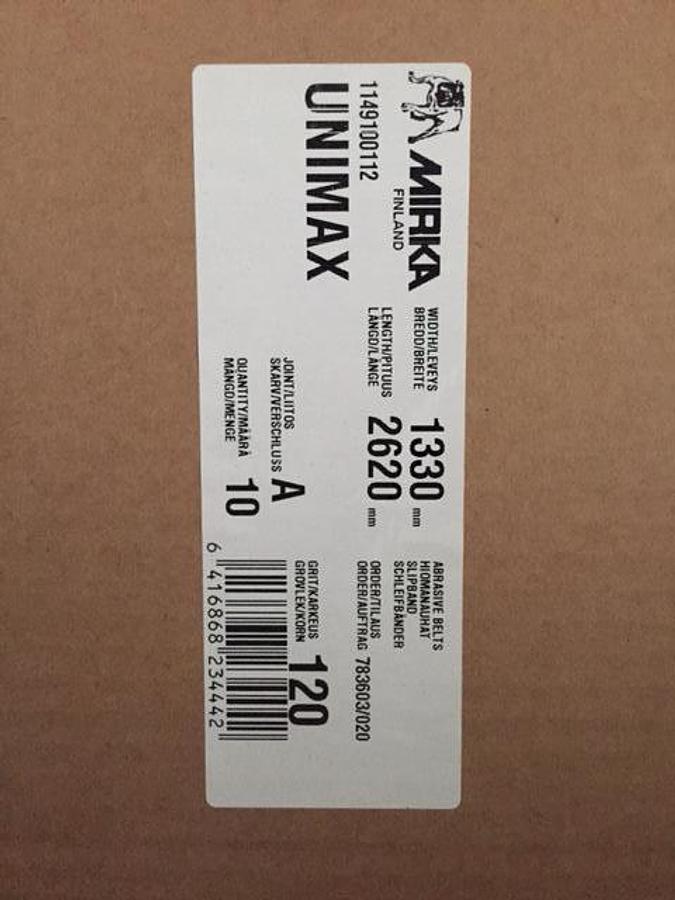 MIRKA
FINLAND
1149100112
UNIMAX
WIDTH/LEVEYS
BREDD/BREITE
1330 mm
LENGTH/PITUUS
LÄNGD/LÄNGE
2620 mm
JOINT/LIITOS
SKARV/VERSCHLUSS
A
QUANTITY/MÄÄRÄ
MÄNGD/MENGE
10
ABRASIVE BELTS
HIOMANAUHAT
SLIPBAND
SCHLEIFBÄNDER
ORDER/TILAUS
ORDER/AUFTRAG 783603/020
GRIT/KARKEUS
GROVLEK/KORN
120
6 416868 234442